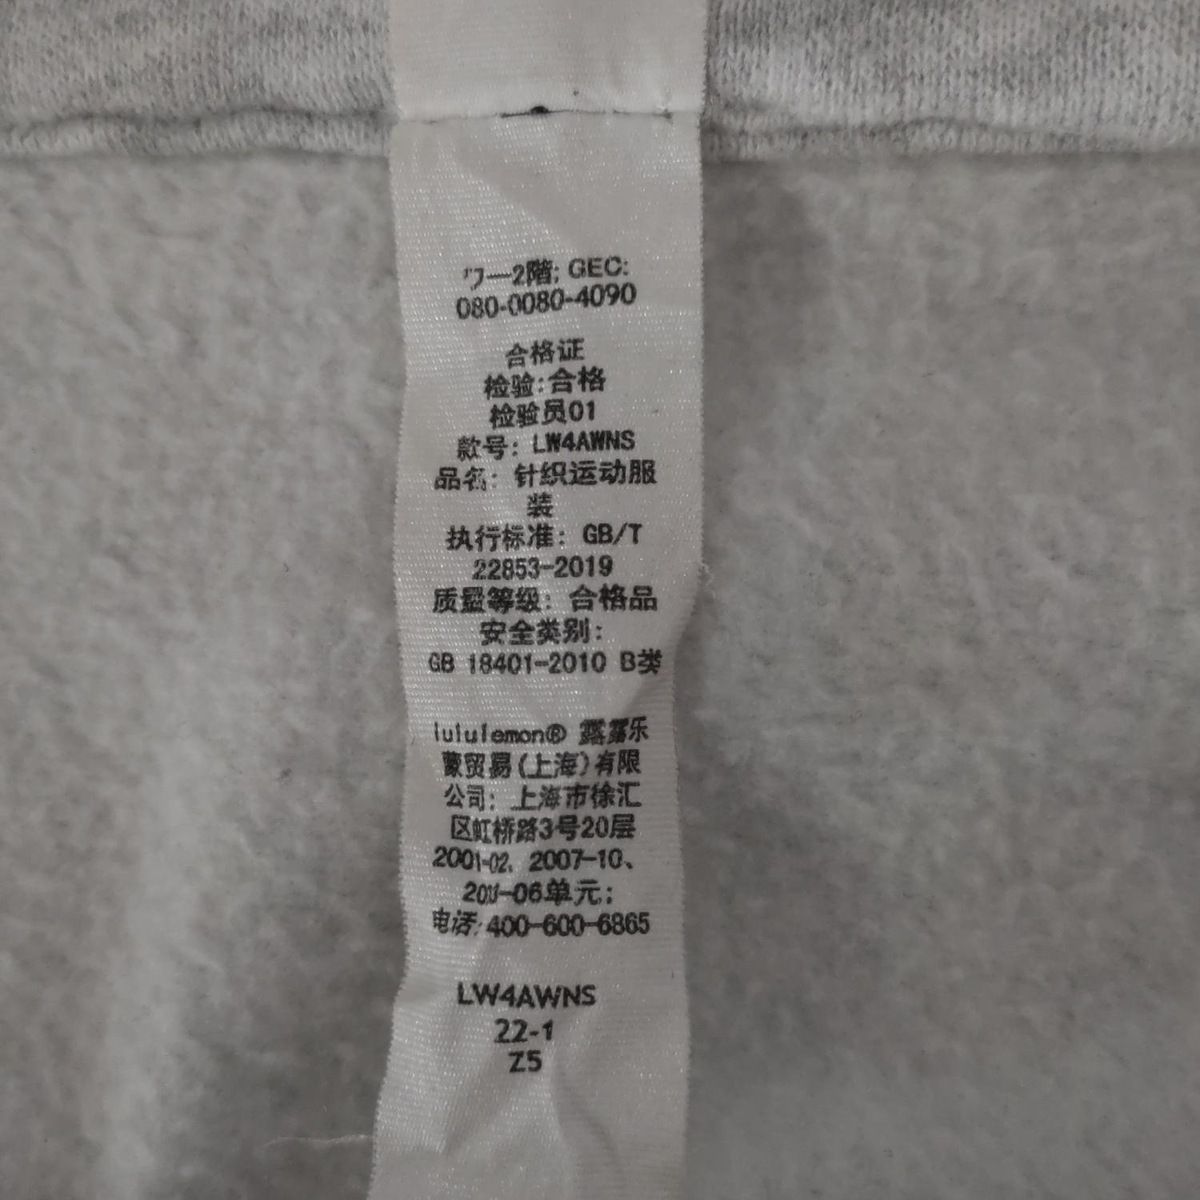 ワー2階; GEC:
080-0080-4090
合格证
检验:合格
检验员01
款号: LW4AWNS
品名: 针织运动服
装
执行标准: GB/T
22853-2019
质量等级: 合格品
安全类别:
GB 18401-2010 B类
lululemon® 露露乐
蒙贸易(上海)有限
公司: 上海市徐汇
区虹桥路3号20层
2001-02、2007-10、
单元;
电话: 400-600-6865
LW4AWNS
22-1
Z5